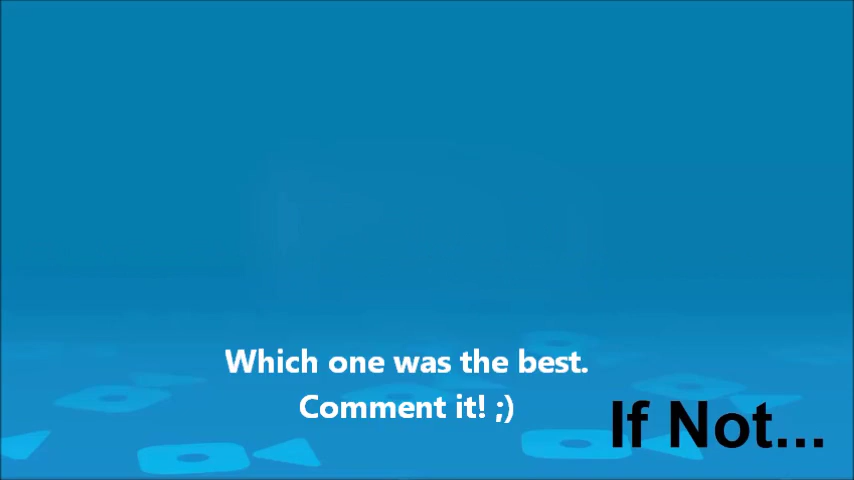 Which one was the best.
Comment it! ;)
If Not...